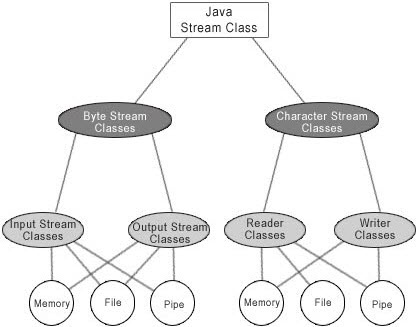 Java
Stream Class
Byte Stream
Classes
Character Stream
Classes
Input Stream
Classes
Output Stream
Classes
Reader
Classes
Writer
Classes
Memory
File
Pipe
Memory
File
Pipe